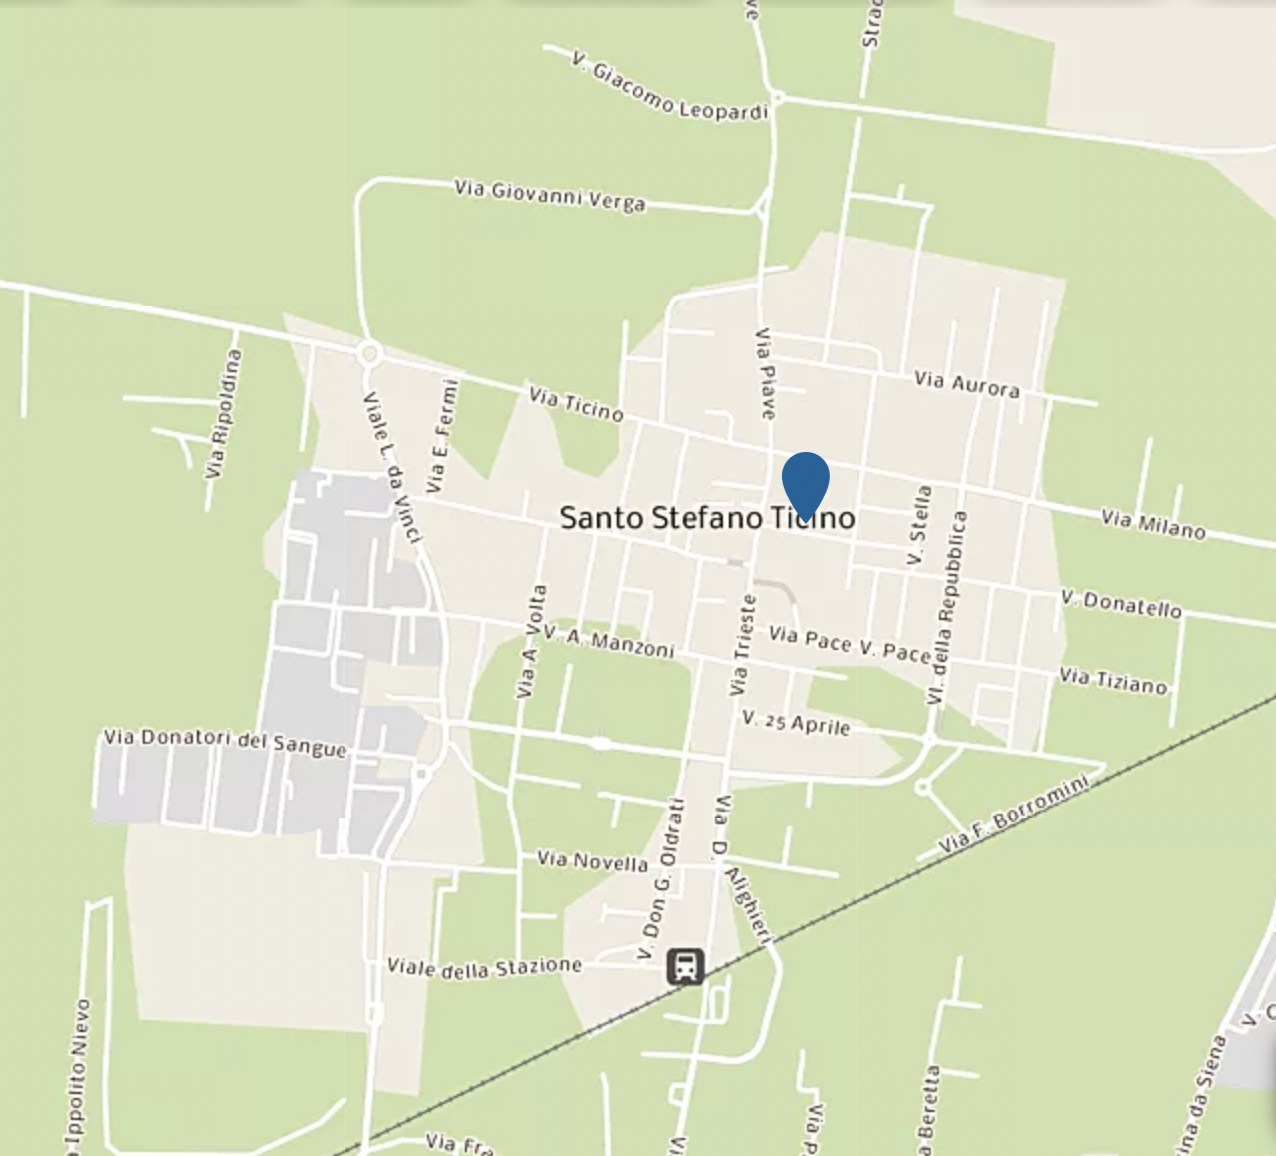 V. Giacomo Leopardi
Via Giovanni Verga
Via Ripoldina
Viale L. da Vinci
Via E. Fermi
Via Ticino
Via Piave
Via Aurora
Santo Stefano Ticino
V. Stella
Vl. della Repubblica
Via Milano
V. Donatello
Via A. Volta
V. A. Manzoni
Via Trieste
Via Pace V. Pace
Via Tiziano
V. 25 Aprile
Via Donatori del Sangue
Via F. Borromini
Via Novella
V. Don G. Oldrati
Via D. Alighieri
Viale della Stazione
Ippolito Nievo
Beretta
da Siena